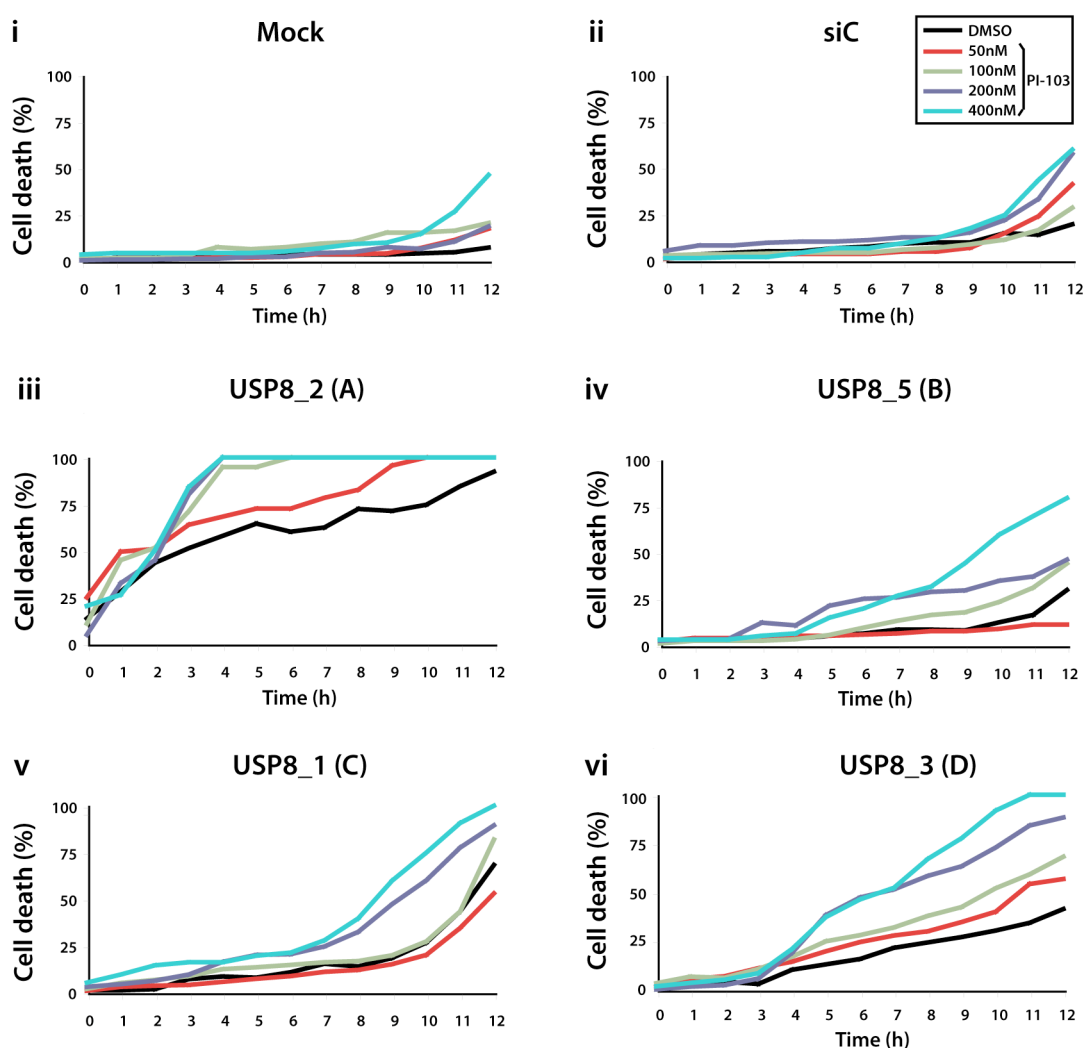 i
Mock
Cell death (%)
100
75
50
25
0
0 1 2 3 4 5 6 7 8 9 10 11 12
Time (h)
ii
siC
DMSO
50nM
100nM
200nM
400nM
PI-103
Cell death (%)
100
75
50
25
0
0 1 2 3 4 5 6 7 8 9 10 11 12
Time (h)
iii
USP8_2 (A)
Cell death (%)
100
75
50
25
0
0 1 2 3 4 5 6 7 8 9 10 11 12
Time (h)
iv
USP8_5 (B)
Cell death (%)
100
75
50
25
0
0 1 2 3 4 5 6 7 8 9 10 11 12
Time (h)
v
USP8_1 (C)
Cell death (%)
100
75
50
25
0
0 1 2 3 4 5 6 7 8 9 10 11 12
Time (h)
vi
USP8_3 (D)
Cell death (%)
100
75
50
25
0
0 1 2 3 4 5 6 7 8 9 10 11 12
Time (h)